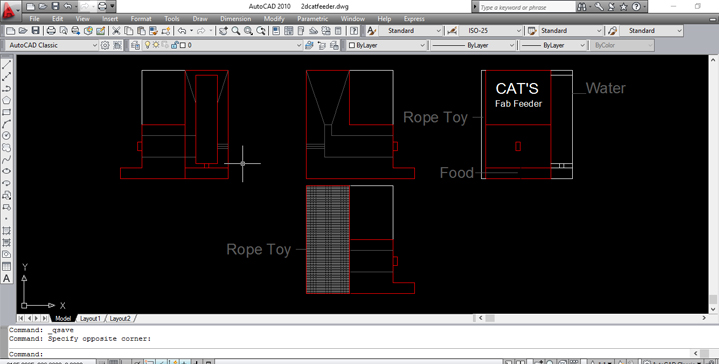 AutoCAD 2010 2dcatfeeder.dwg
Type a keyword or phrase
File Edit View Insert Format Tools Draw Dimension Modify Parametric Window Express Help
Standard ISO-25 Standard Standard
AutoCAD Classic 0 ByLayer ByLayer ByLayer ByColor
CAT'S
Fab Feeder
Water
Rope Toy
Food
Rope Toy
Y
X
Model Layout1 Layout2
Command: _qsave
Command: Specify opposite corner:
Command: